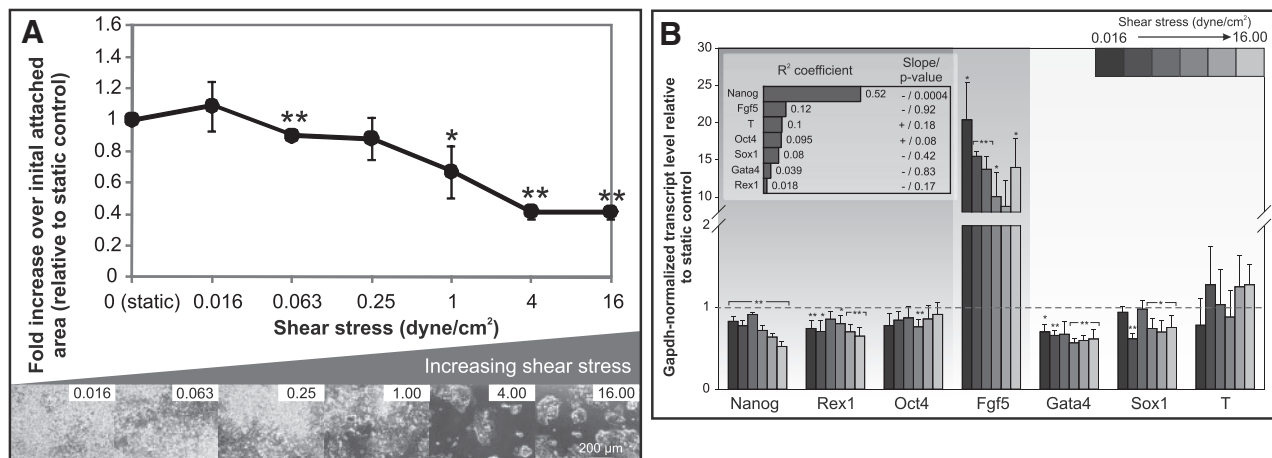 A
Fold increase over inital attached
area (relative to static control)
1.6
1.4
1.2
1
0.8
0.6
0.4
0.2
0
**
*
**
**
0 (static) 0.016 0.063 0.25 1 4 16
Shear stress (dyne/cm²)
Increasing shear stress
0.016 0.063 0.25 1.00 4.00 16.00
200 µm
B
Shear stress (dyne/cm²)
0.016 16.00
Gapdh-normalized transcript level relative
to static control
30
25
20
15
10
2
1
0
R² coefficient Slope/
p-value
Nanog 0.52 - / 0.0004
Fgf5 0.12 - / 0.92
T 0.1 + / 0.18
Oct4 0.095 + / 0.08
Sox1 0.08 - / 0.42
Gata4 0.039 - / 0.83
Rex1 0.018 - / 0.17
* ** * *
** ** * * ** ** * ** ** ** *
Nanog Rex1 Oct4 Fgf5 Gata4 Sox1 T